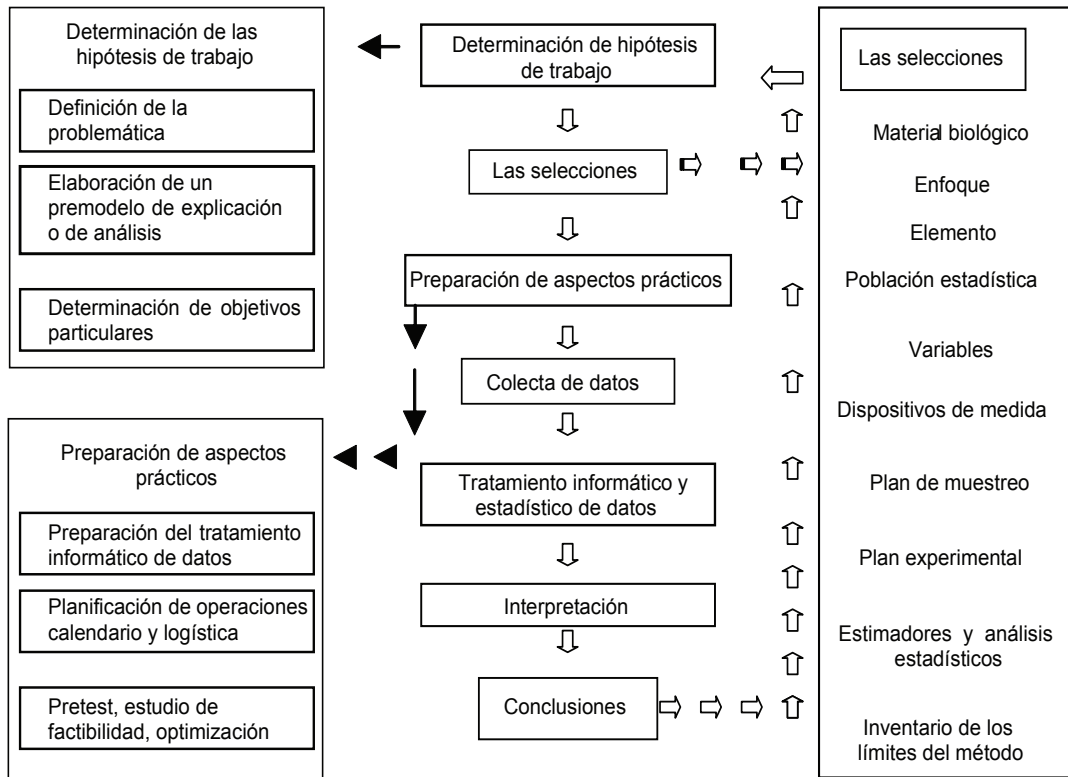 Determinación de las
hipótesis de trabajo
Definición de la
problemática
Elaboración de un
premodelo de explicación
o de análisis
Determinación de objetivos
particulares
Preparación de aspectos
prácticos
Preparación del tratamiento
informático de datos
Planificación de operaciones
calendario y logística
Pretest, estudio de
factibilidad, optimización
Determinación de hipótesis
de trabajo
Las selecciones
Preparación de aspectos prácticos
Colecta de datos
Tratamiento informático y
estadístico de datos
Interpretación
Conclusiones
Las selecciones
Material biológico
Enfoque
Elemento
Población estadística
Variables
Dispositivos de medida
Plan de muestreo
Plan experimental
Estimadores y análisis
estadísticos
Inventario de los
límites del método